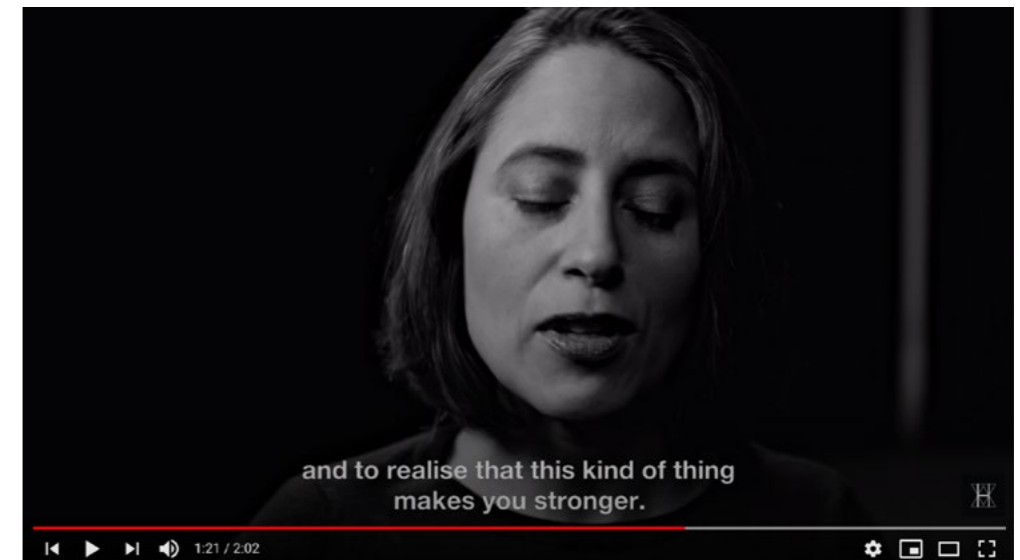 and to realise that this kind of thing
makes you stronger.
1:21 / 2:02